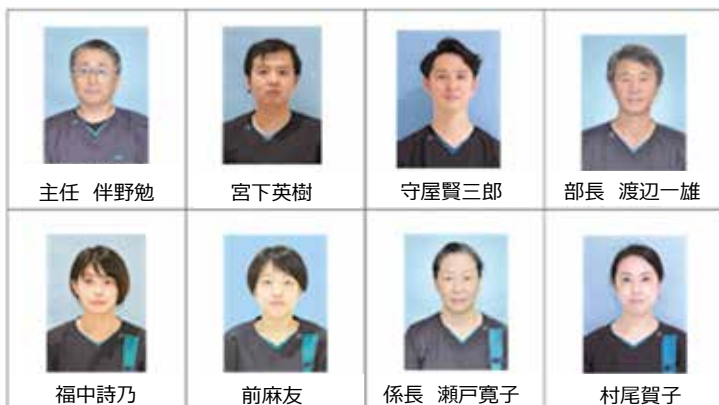 主任 伴野勉
宮下英樹
守屋賢三郎
部長 渡辺一雄
福中詩乃
前麻友
係長 瀬戸寛子
村尾賀子